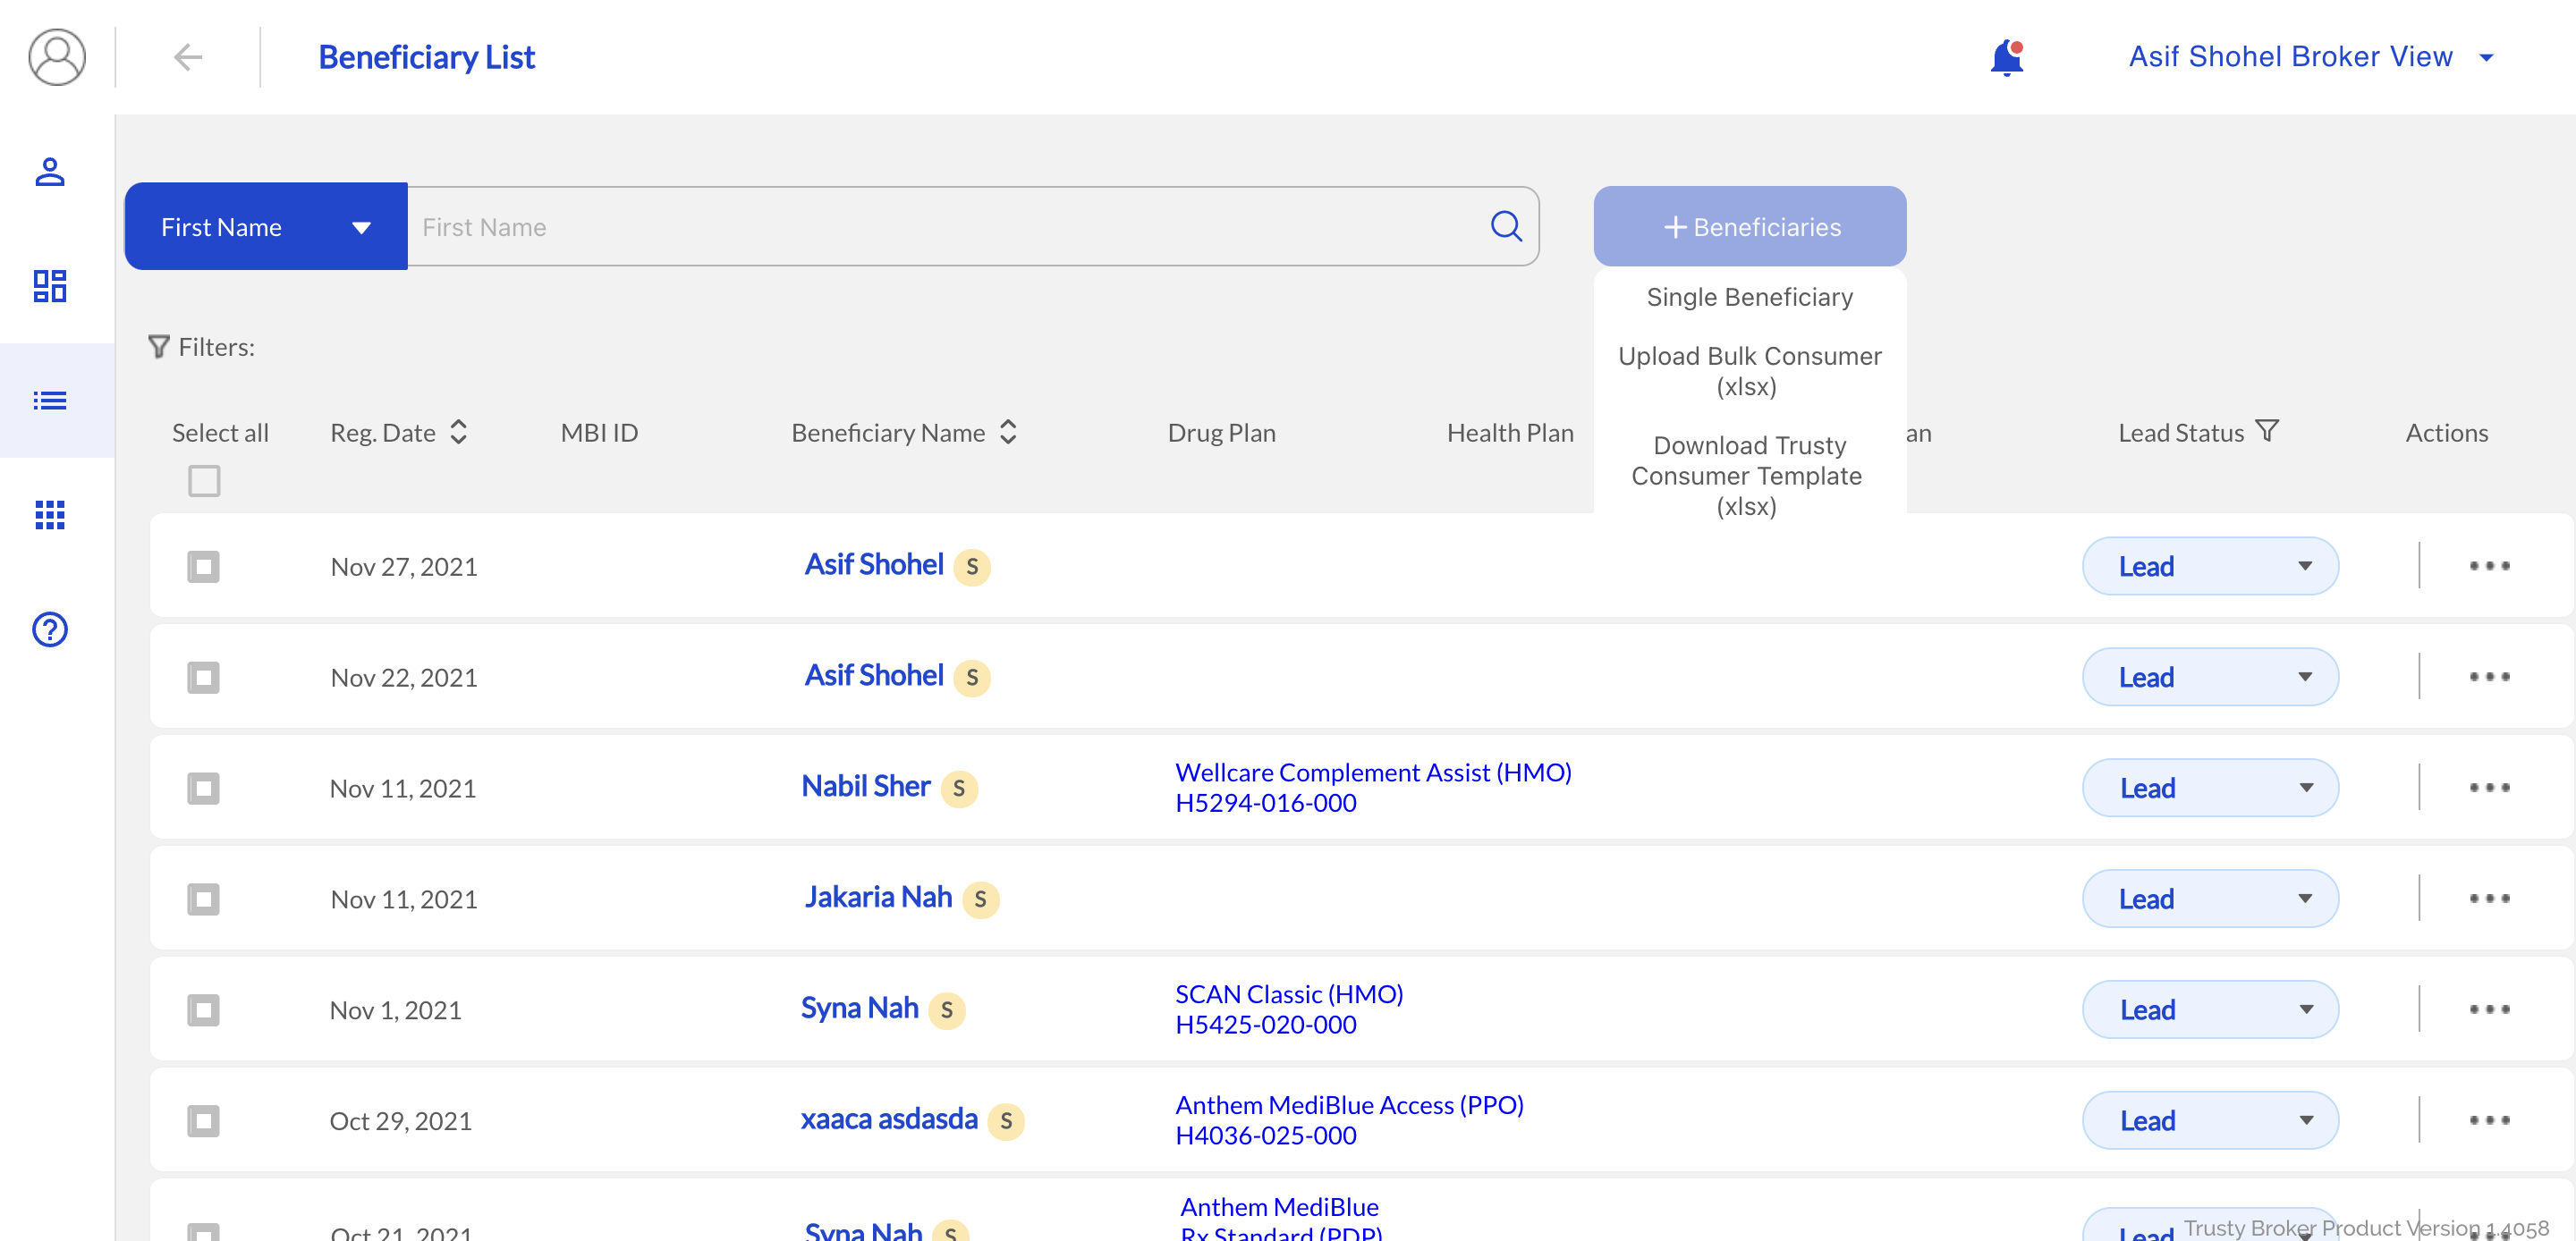 Beneficiary List
Asif Shohel Broker View
First Name
First Name
+ Beneficiaries
Single Beneficiary
Upload Bulk Consumer
(xlsx)
Download Trusty
Consumer Template
(xlsx)
Filters:
Select all
Reg. Date
MBI ID
Beneficiary Name
Drug Plan
Health Plan
an
Lead Status
Actions
Nov 27, 2021
Asif Shohel S
Lead
Nov 22, 2021
Asif Shohel S
Lead
Nov 11, 2021
Nabil Sher S
Wellcare Complement Assist (HMO)
H5294-016-000
Lead
Nov 11, 2021
Jakaria Nah S
Lead
Nov 1, 2021
Syna Nah S
SCAN Classic (HMO)
H5425-020-000
Lead
Oct 29, 2021
xaaca asdasda S
Anthem MediBlue Access (PPO)
H4036-025-000
Lead
Oct 21, 2021
Syna Nah S
Anthem MediBlue
Rx Standard (PDP)
Lead
Trusty Broker Product Version 1.4058